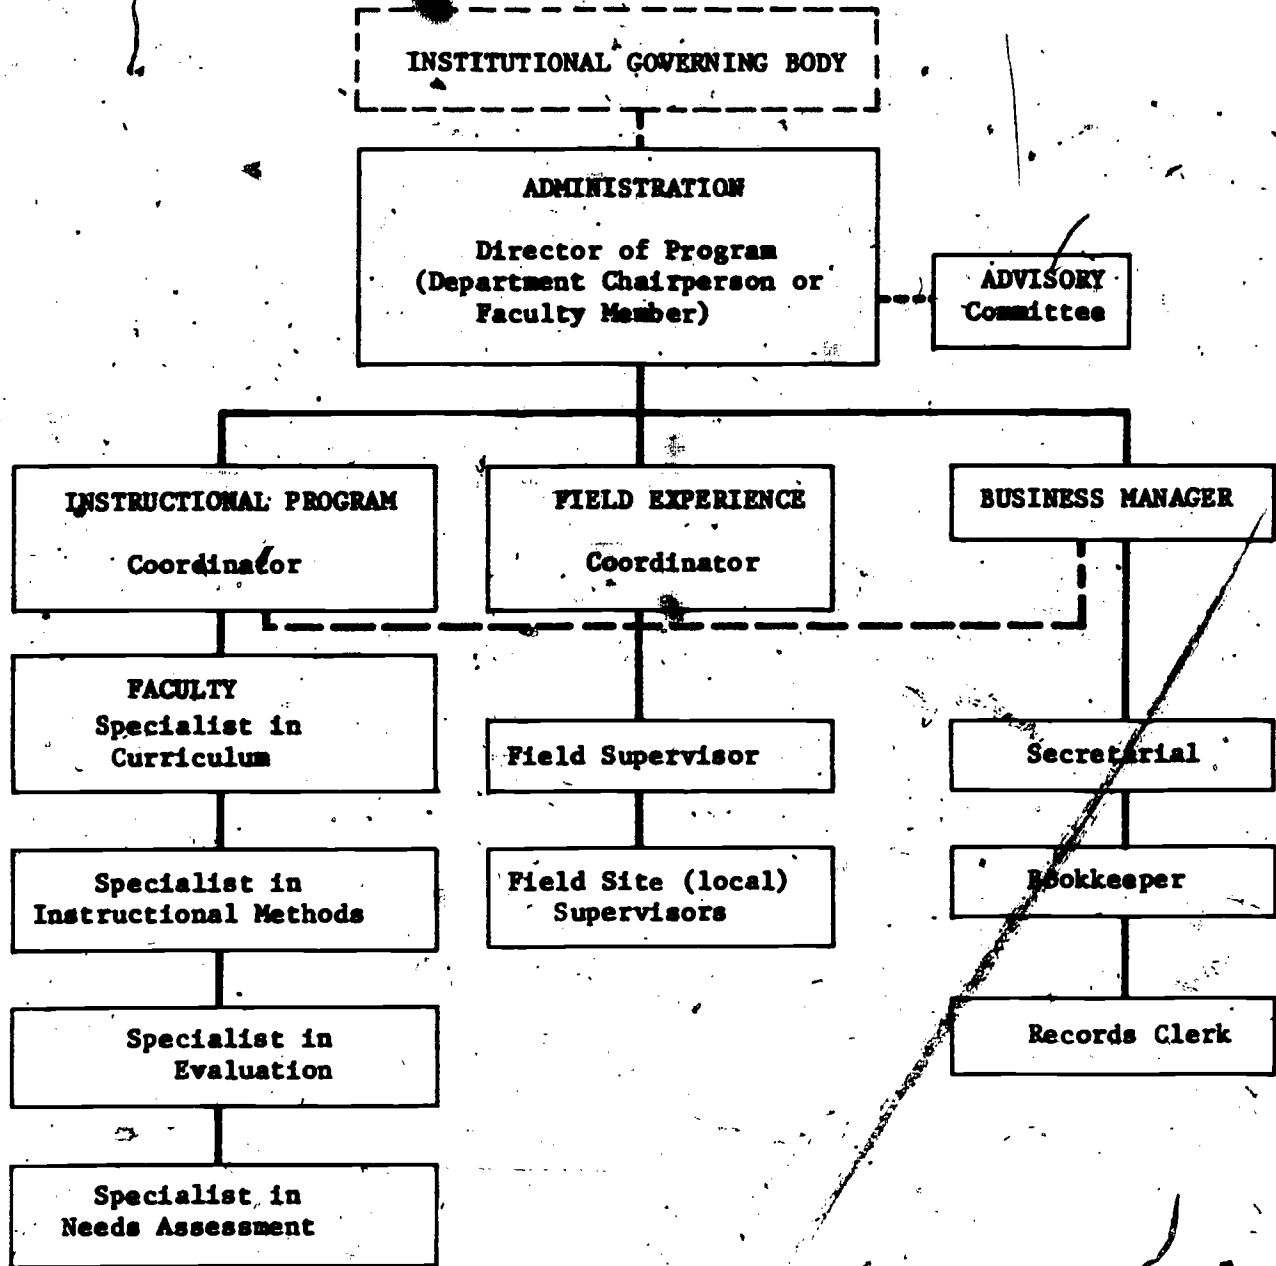 INSTITUTIONAL GOVERNING BODY
ADMINISTRATION
Director of Program
(Department Chairperson or
Faculty Member)
ADVISORY
Committee
INSTRUCTIONAL PROGRAM
Coordinator
FIELD EXPERIENCE
Coordinator
BUSINESS MANAGER
FACULTY
Specialist in
Curriculum
Field Supervisor
Secretarial
Specialist in
Instructional Methods
Field Site (local)
Supervisors
Bookkeeper
Specialist in
Evaluation
Records Clerk
Specialist in
Needs Assessment